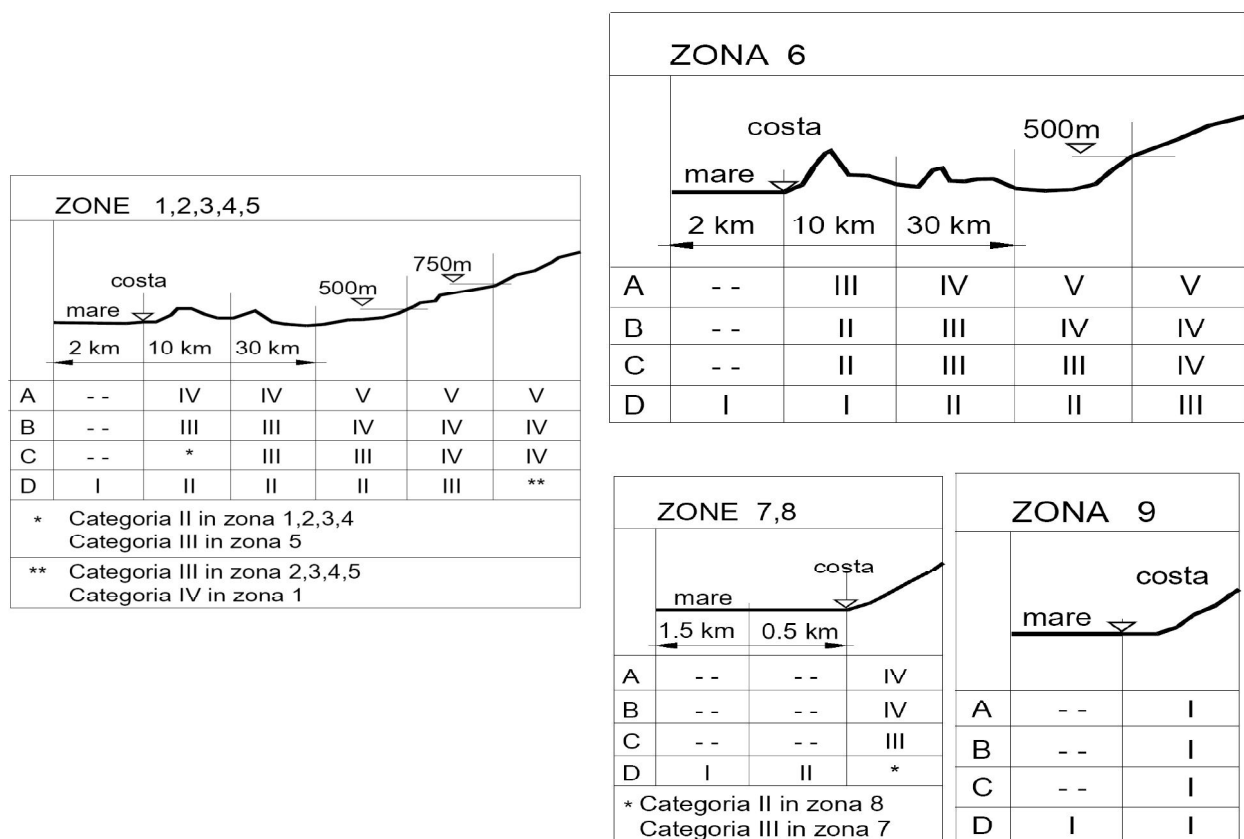 ZONE 1,2,3,4,5
costa
500m
750m
mare
2 km 10 km 30 km
A -- IV IV V V V
B -- III III IV IV IV
C -- * III III IV IV
D I II II II III **
* Categoria II in zona 1,2,3,4
Categoria III in zona 5
** Categoria III in zona 2,3,4,5
Categoria IV in zona 1
ZONA 6
costa
500m
mare
2 km 10 km 30 km
A -- III IV V V
B -- II III IV IV
C -- II III III IV
D I I II II III
ZONE 7,8
costa
mare
1.5 km 0.5 km
A -- -- IV
B -- -- IV
C -- -- III
D I II *
* Categoria II in zona 8
Categoria III in zona 7
ZONA 9
costa
mare
A -- I
B -- I
C -- I
D I I